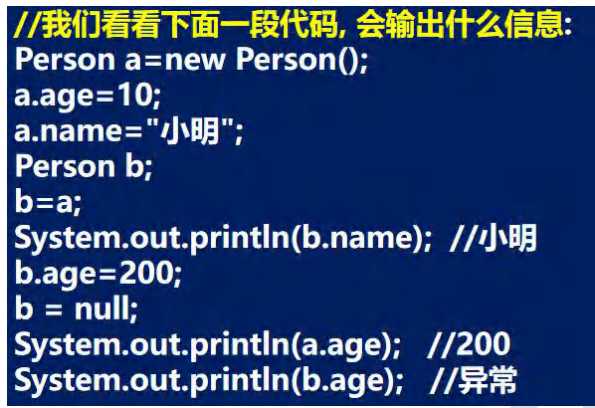 //我们看看下面一段代码, 会输出什么信息:
Person a=new Person();
a.age=10;
a.name="小明";
Person b;
b=a;
System.out.println(b.name);  //小明
b.age=200;
b = null;
System.out.println(a.age);   //200
System.out.println(b.age);   //异常